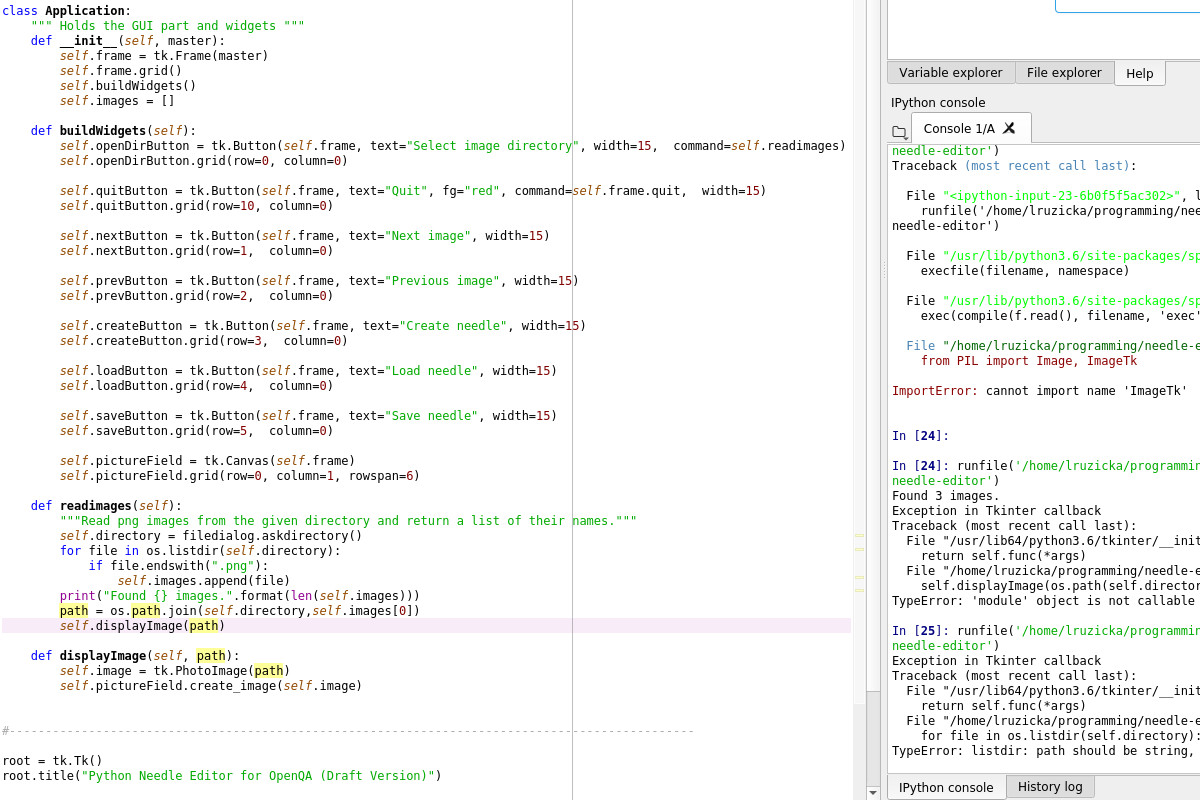 class Application:
    """ Holds the GUI part and widgets """
    def __init__(self, master):
        self.frame = tk.Frame(master)
        self.frame.grid()
        self.buildWidgets()
        self.images = []

    def buildWidgets(self):
        self.openDirButton = tk.Button(self.frame, text="Select image directory", width=15,  command=self.readimages)
        self.openDirButton.grid(row=0, column=0)

        self.quitButton = tk.Button(self.frame, text="Quit", fg="red", command=self.frame.quit,  width=15)
        self.quitButton.grid(row=10, column=0)

        self.nextButton = tk.Button(self.frame, text="Next image", width=15)
        self.nextButton.grid(row=1,  column=0)

        self.prevButton = tk.Button(self.frame, text="Previous image", width=15)
        self.prevButton.grid(row=2,  column=0)

        self.createButton = tk.Button(self.frame, text="Create needle", width=15)
        self.createButton.grid(row=3,  column=0)

        self.loadButton = tk.Button(self.frame, text="Load needle", width=15)
        self.loadButton.grid(row=4,  column=0)

        self.saveButton = tk.Button(self.frame, text="Save needle", width=15)
        self.saveButton.grid(row=5,  column=0)

        self.pictureField = tk.Canvas(self.frame)
        self.pictureField.grid(row=0, column=1, rowspan=6)

    def readimages(self):
        """Read png images from the given directory and return a list of their names."""
        self.directory = filedialog.askdirectory()
        for file in os.listdir(self.directory):
            if file.endswith(".png"):
                self.images.append(file)
        print("Found {} images.".format(len(self.images)))
        path = os.path.join(self.directory,self.images[0])
        self.displayImage(path)

    def displayImage(self, path):
        self.image = tk.PhotoImage(path)
        self.pictureField.create_image(self.image)

#-----------------------------------------------------------------------------------------------

root = tk.Tk()
root.title("Python Needle Editor for OpenQA (Draft Version)")
Variable explorer
File explorer
Help
IPython console
Console 1/A
needle-editor')
Traceback (most recent call last):

  File "<ipython-input-23-6b0f5f5ac302>", l
    runfile('/home/lruzicka/programming/nee
needle-editor')

  File "/usr/lib/python3.6/site-packages/sp
    execfile(filename, namespace)

  File "/usr/lib/python3.6/site-packages/sp
    exec(compile(f.read(), filename, 'exec'

  File "/home/lruzicka/programming/needle-e
    from PIL import Image, ImageTk

ImportError: cannot import name 'ImageTk'

In [24]:

In [24]: runfile('/home/lruzicka/programmin
needle-editor')
Found 3 images.
Exception in Tkinter callback
Traceback (most recent call last):
  File "/usr/lib64/python3.6/tkinter/__init
    return self.func(*args)
  File "/home/lruzicka/programming/needle-e
    self.displayImage(os.path(self.director
TypeError: 'module' object is not callable

In [25]: runfile('/home/lruzicka/programmin
needle-editor')
Exception in Tkinter callback
Traceback (most recent call last):
  File "/usr/lib64/python3.6/tkinter/__init
    return self.func(*args)
  File "/home/lruzicka/programming/needle-e
    for file in os.listdir(self.directory):
TypeError: listdir: path should be string,
IPython console
History log